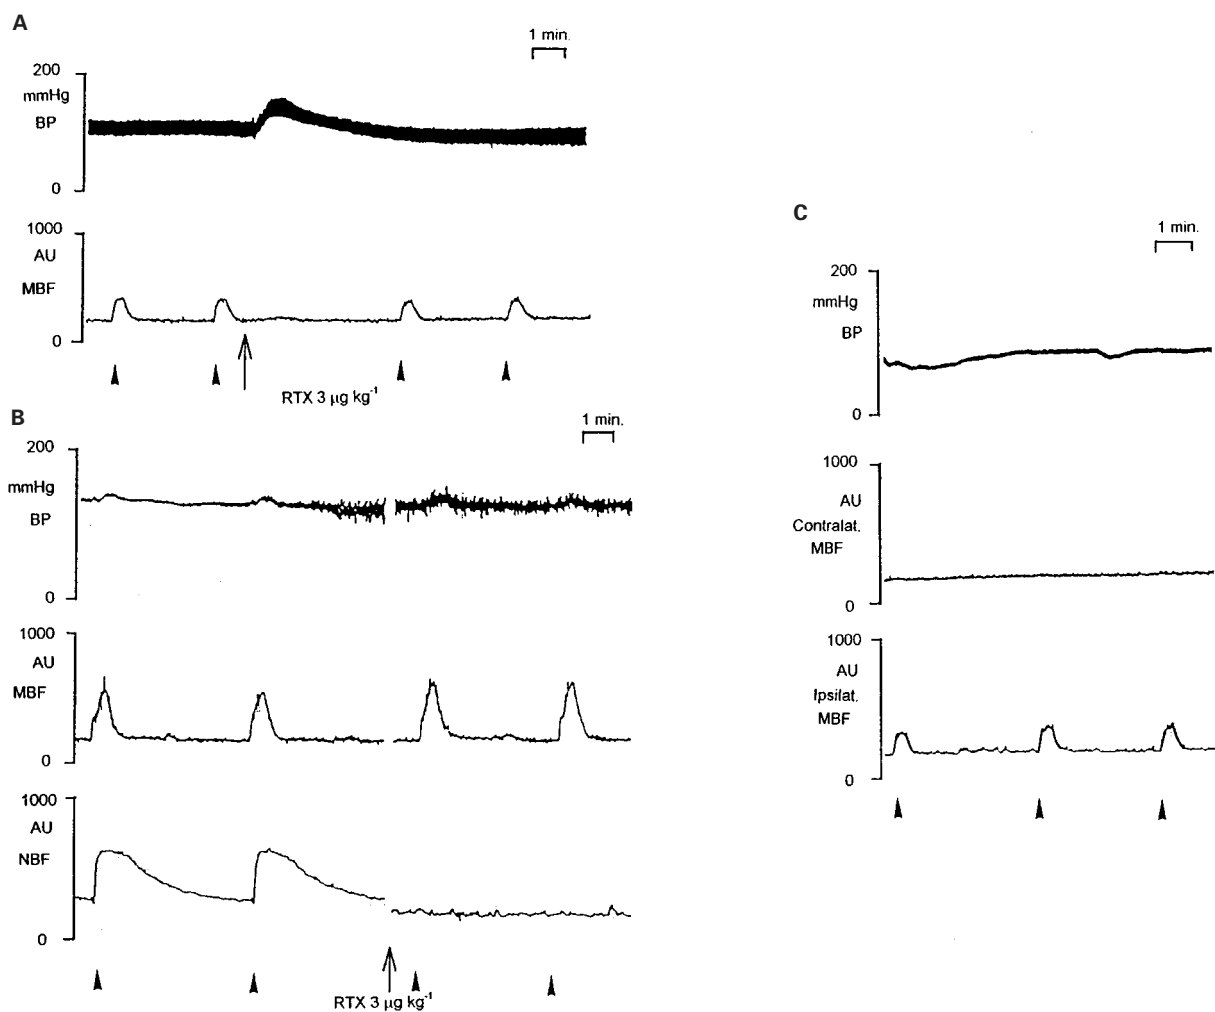 A
1 min.
200
mmHg
BP
0
1000
AU
MBF
0
RTX 3 µg kg⁻¹
B
1 min.
200
mmHg
BP
0
1000
AU
MBF
0
1000
AU
NBF
0
RTX 3 µg kg⁻¹
C
1 min.
200
mmHg
BP
0
1000
AU
Contralat.
MBF
0
1000
AU
Ipsilat.
MBF
0